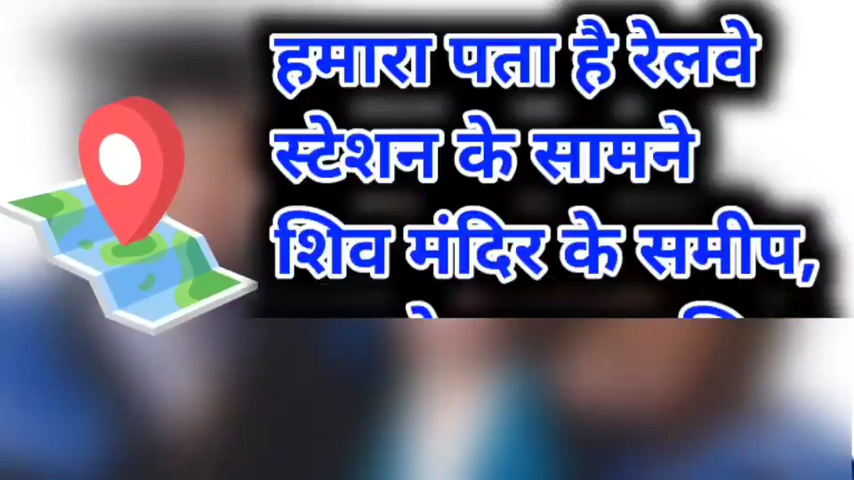 हमारा पता है रेलवे
स्टेशन के सामने
शिव मंदिर के समीप,